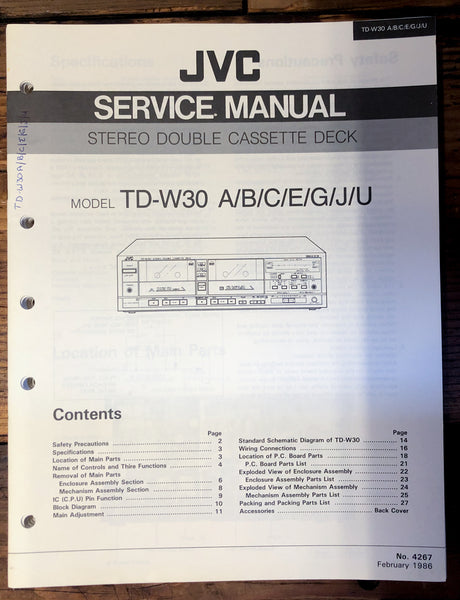 TD-W30 A/B/C/E/G/J/U
JVC
SERVICE MANUAL
STEREO DOUBLE CASSETTE DECK
TD-W30 A/B/C/E/G/J/U
MODEL TD-W30 A/B/C/E/G/J/U
JVC
Contents
Page
Safety Precautions 2
Specifications 3
Location of Main Parts 3
Name of Controls and Thire Functions 4
Removal of Main Parts
Enclosure Assembly Section 6
Mechanism Assembly Section 8
IC (C.P.U) Pin Function 9
Block Diagram 10
Main Adjustment 11
Page
Standard Schematic Diagram of TD-W30 14
Wiring Connections 16
Location of P.C. Board Parts 18
P.C. Board Parts List 21
Exploded View of Enclosure Assembly 22
Enclosure Assembly Parts List 23
Exploded View of Mechanism Assembly 24
Mechanism Assembly Parts List 25
Packing and Packing Parts List 27
Accessories Back Cover
No. 4267
February 1986